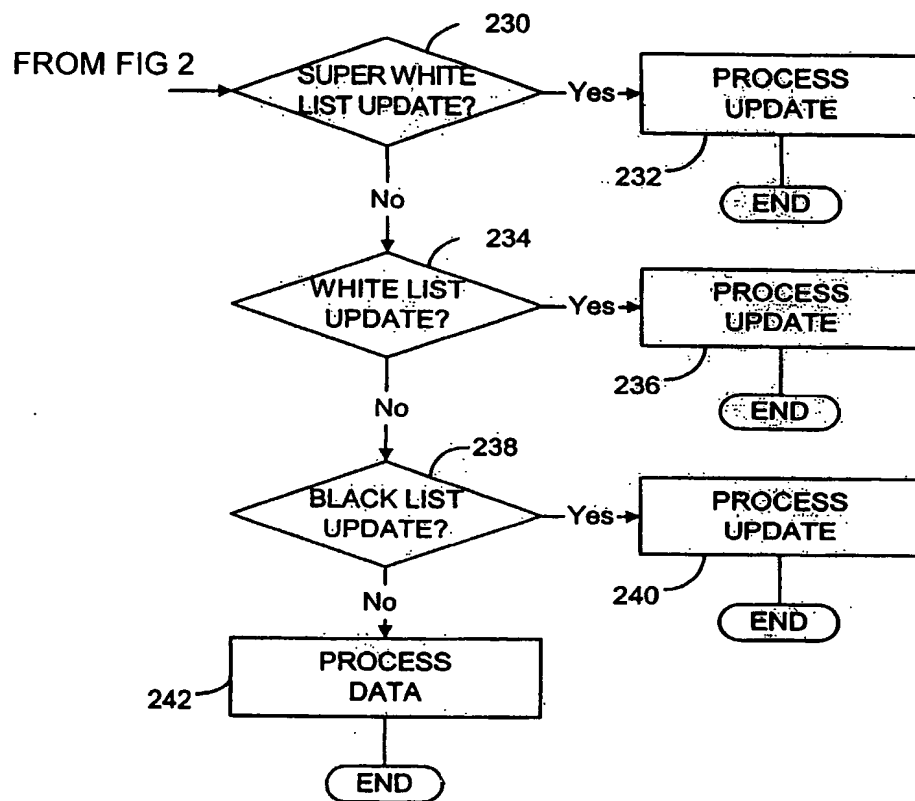 230
FROM FIG 2
SUPER WHITE
LIST UPDATE?
Yes
PROCESS
UPDATE
232
END
No
234
WHITE LIST
UPDATE?
Yes
PROCESS
UPDATE
236
END
No
238
BLACK LIST
UPDATE?
Yes
PROCESS
UPDATE
240
END
No
PROCESS
DATA
242
END